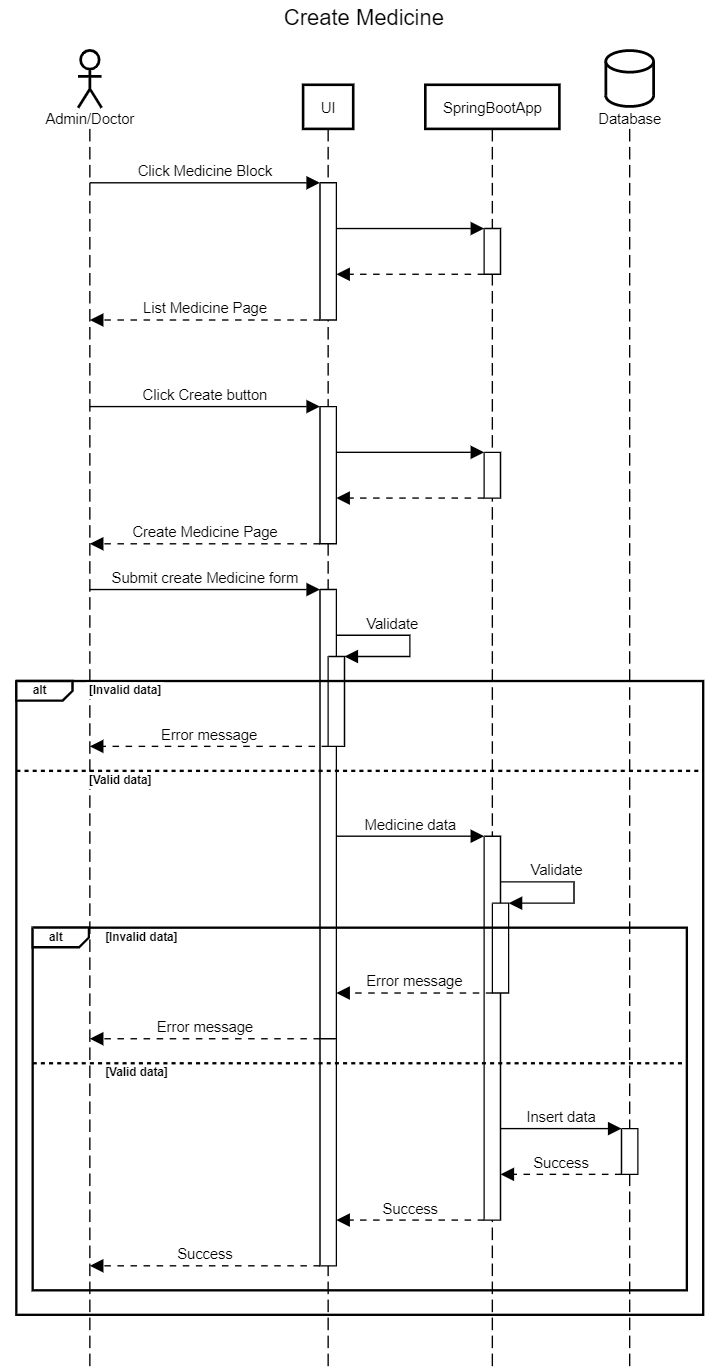 Create Medicine
Admin/Doctor
UI
SpringBootApp
Database
Click Medicine Block
List Medicine Page
Click Create button
Create Medicine Page
Submit create Medicine form
Validate
alt
[Invalid data]
Error message
[Valid data]
Medicine data
Validate
alt
[Invalid data]
Error message
Error message
[Valid data]
Insert data
Success
Success
Success